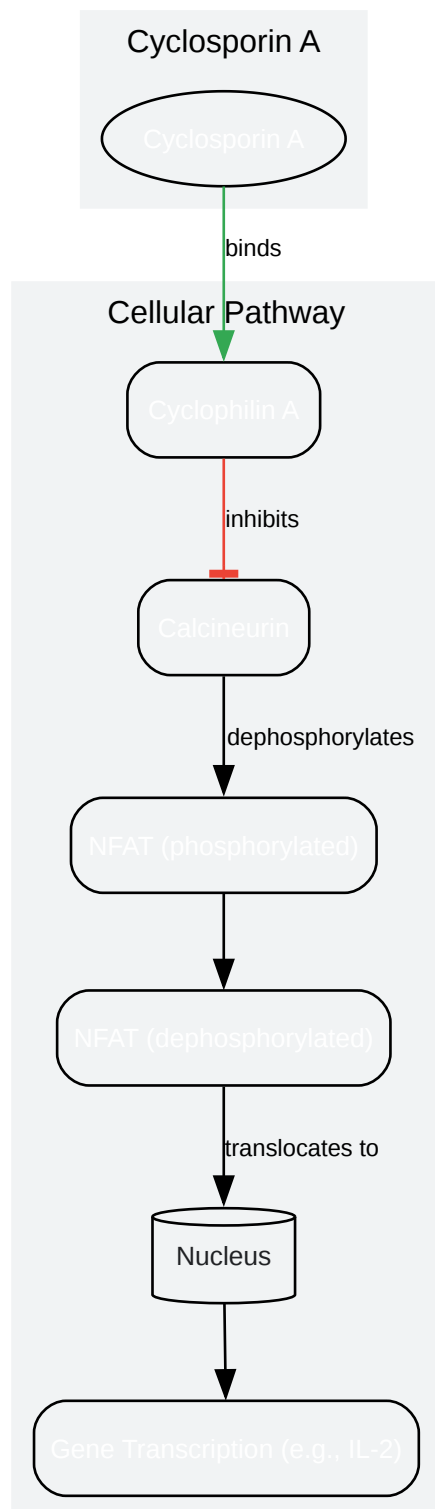 Cyclosporin A
Cyclosporin A
binds
Cellular Pathway
Cyclophilin A
inhibits
Calcineurin
dephosphorylates
NFAT (phosphorylated)
NFAT (dephosphorylated)
translocates to
Nucleus
Gene Transcription (e.g., IL-2)